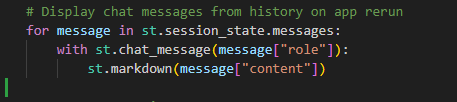 # Display chat messages from history on app rerun
for message in st.session_state.messages:
    with st.chat_message(message["role"]):
        st.markdown(message["content"])